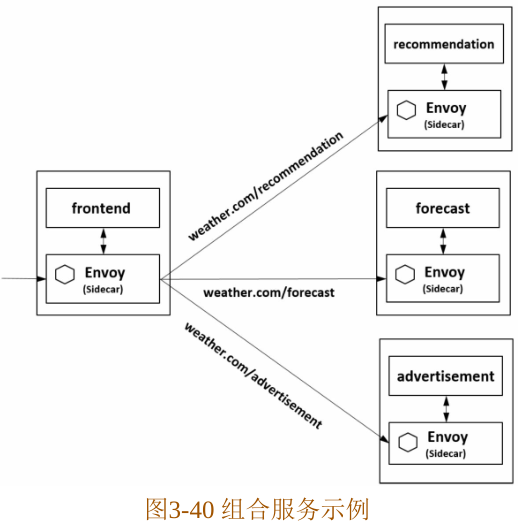 recommendation
Envoy
(Sidecar)
weather.com/recommendation
frontend
Envoy
(Sidecar)
forecast
Envoy
(Sidecar)
weather.com/forecast
weather.com/advertisement
advertisement
Envoy
(Sidecar)
图3-40 组合服务示例